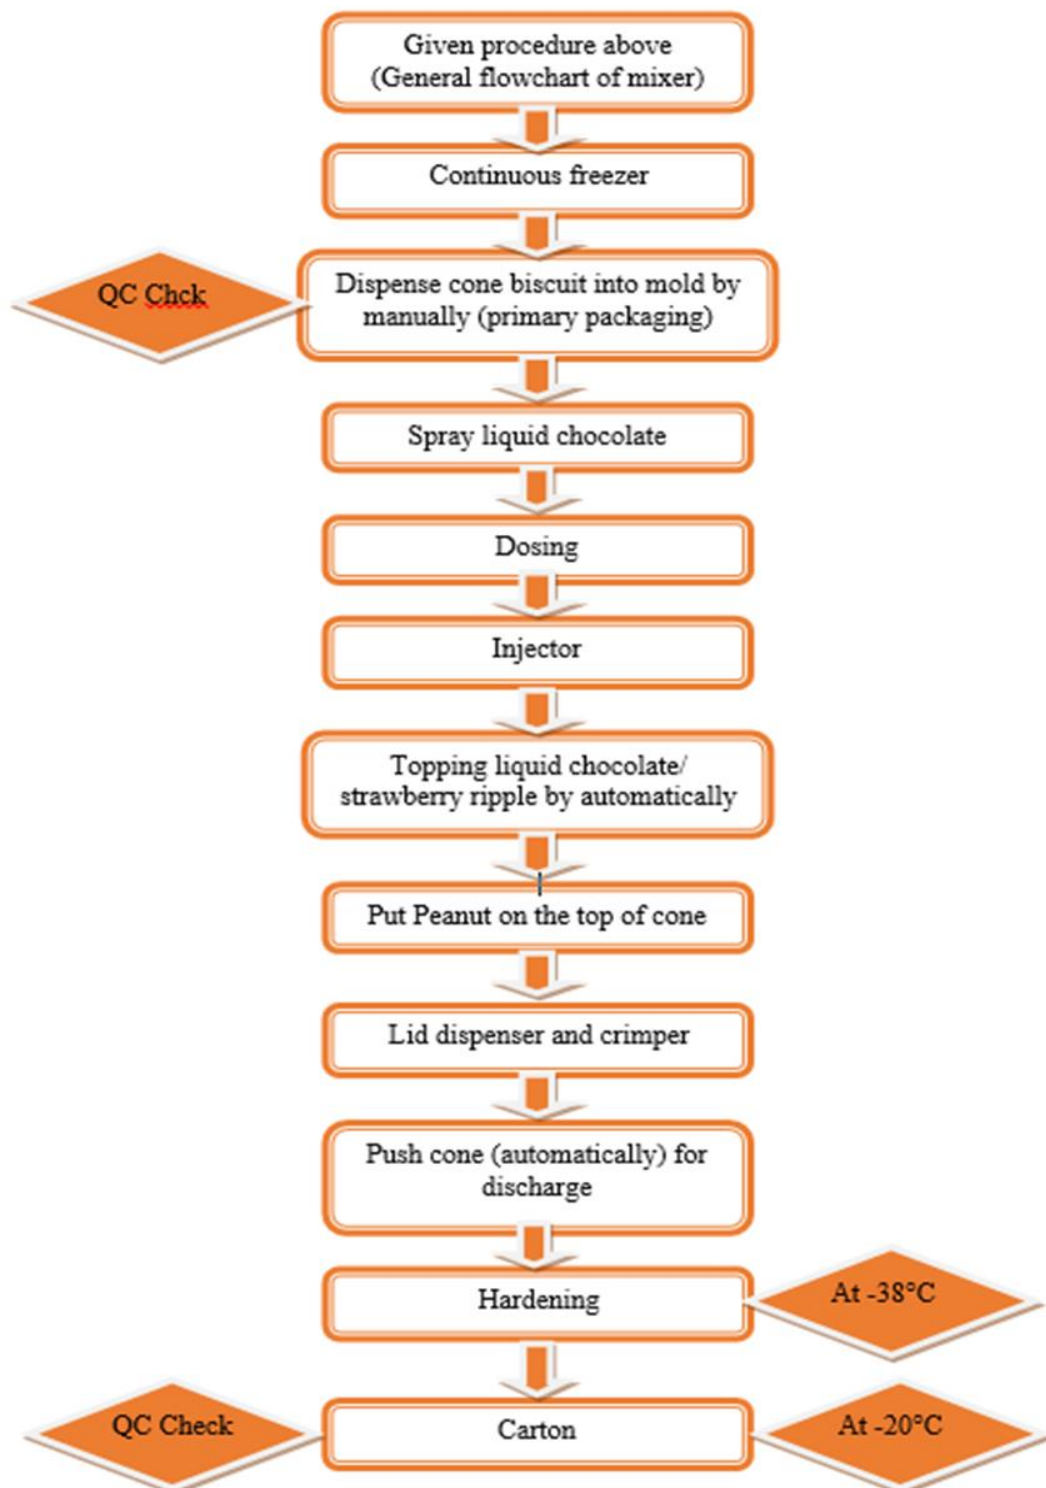 Given procedure above
(General flowchart of mixer)
Continuous freezer
QC Chck
Dispense cone biscuit into mold by
manually (primary packaging)
Spray liquid chocolate
Dosing
Injector
Topping liquid chocolate/
strawberry ripple by automatically
Put Peanut on the top of cone
Lid dispenser and crimper
Push cone (automatically) for
discharge
Hardening
At -38°C
QC Check
Carton
At -20°C